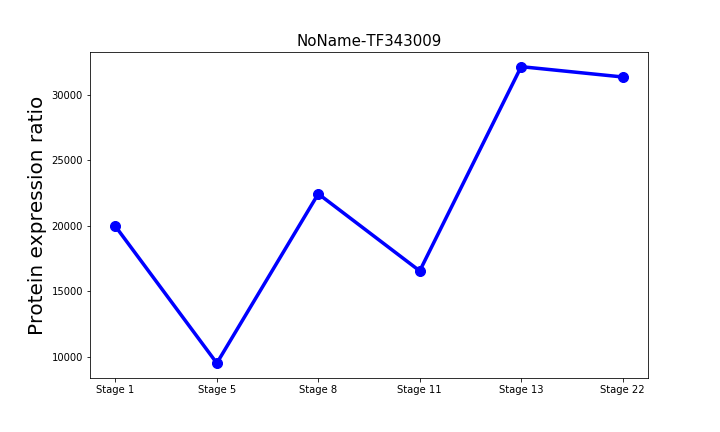 NoName-TF343009
Protein expression ratio
30000
25000
20000
15000
10000
Stage 1 Stage 5 Stage 8 Stage 11 Stage 13 Stage 22